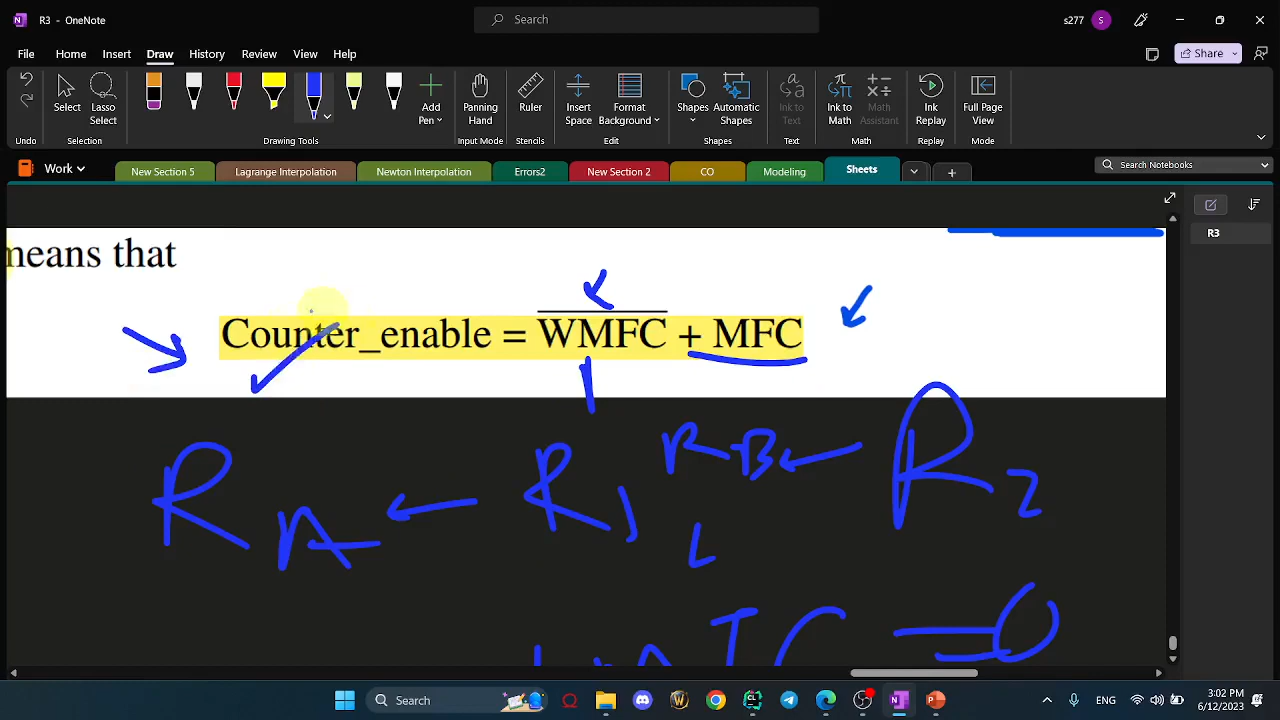 R3 - OneNote
Search
s277
S
File Home Insert Draw History Review View Help
Share
Undo
Select
Lasso Select
Add Pen
Panning Hand
Ruler
Insert Space
Format Background
Shapes
Automatic Shapes
Ink to Text
Ink to Math
Math Assistant
Ink Replay
Full Page View
Undo
Selection
Drawing Tools
Input Mode
Stencils
Edit
Shapes
Text
Math
Replay
Mode
Work
New Section 5
Lagrange Interpolation
Newton Interpolation
Errors2
New Section 2
CO
Modeling
Sheets
Search Notebooks
R3
means that
Counter_enable = WMFC + MFC
RA ← R1 RB ← R2
= 0
Search
ENG
3:02 PM
6/12/2023